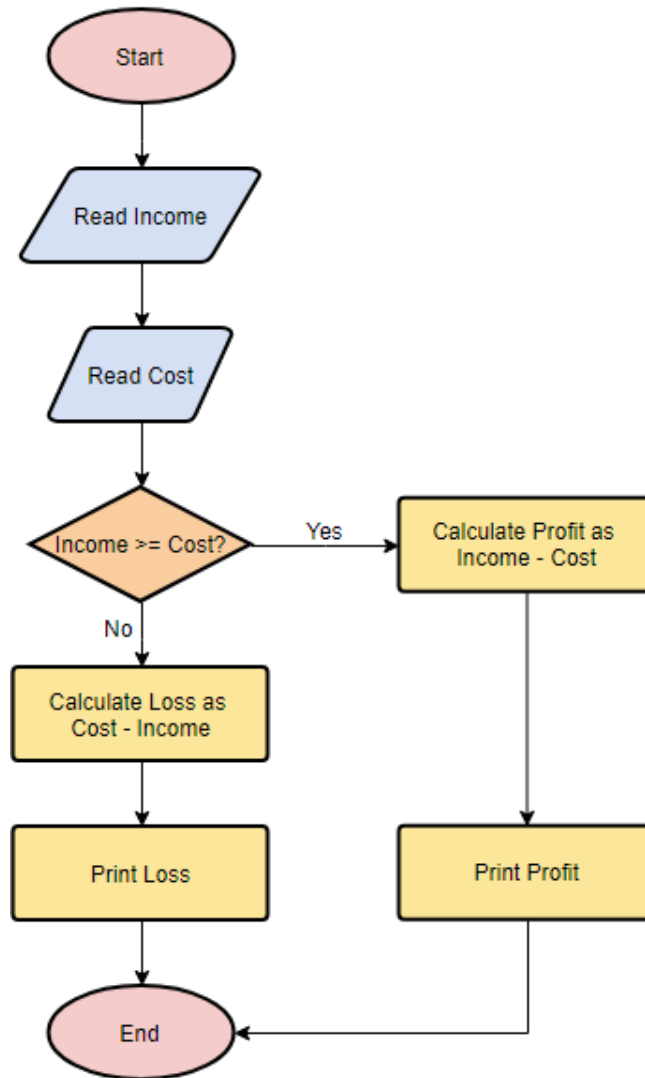 Start
Read Income
Read Cost
Income >= Cost?
Yes
Calculate Profit as
Income - Cost
No
Calculate Loss as
Cost - Income
Print Loss
Print Profit
End